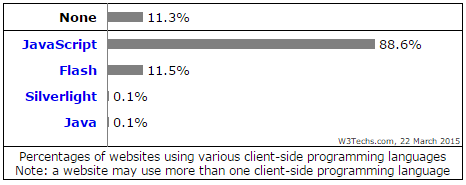 None 11.3%
JavaScript 88.6%
Flash 11.5%
Silverlight 0.1%
Java 0.1%
W3Techs.com, 22 March 2015
Percentages of websites using various client-side programming languages
Note: a website may use more than one client-side programming language